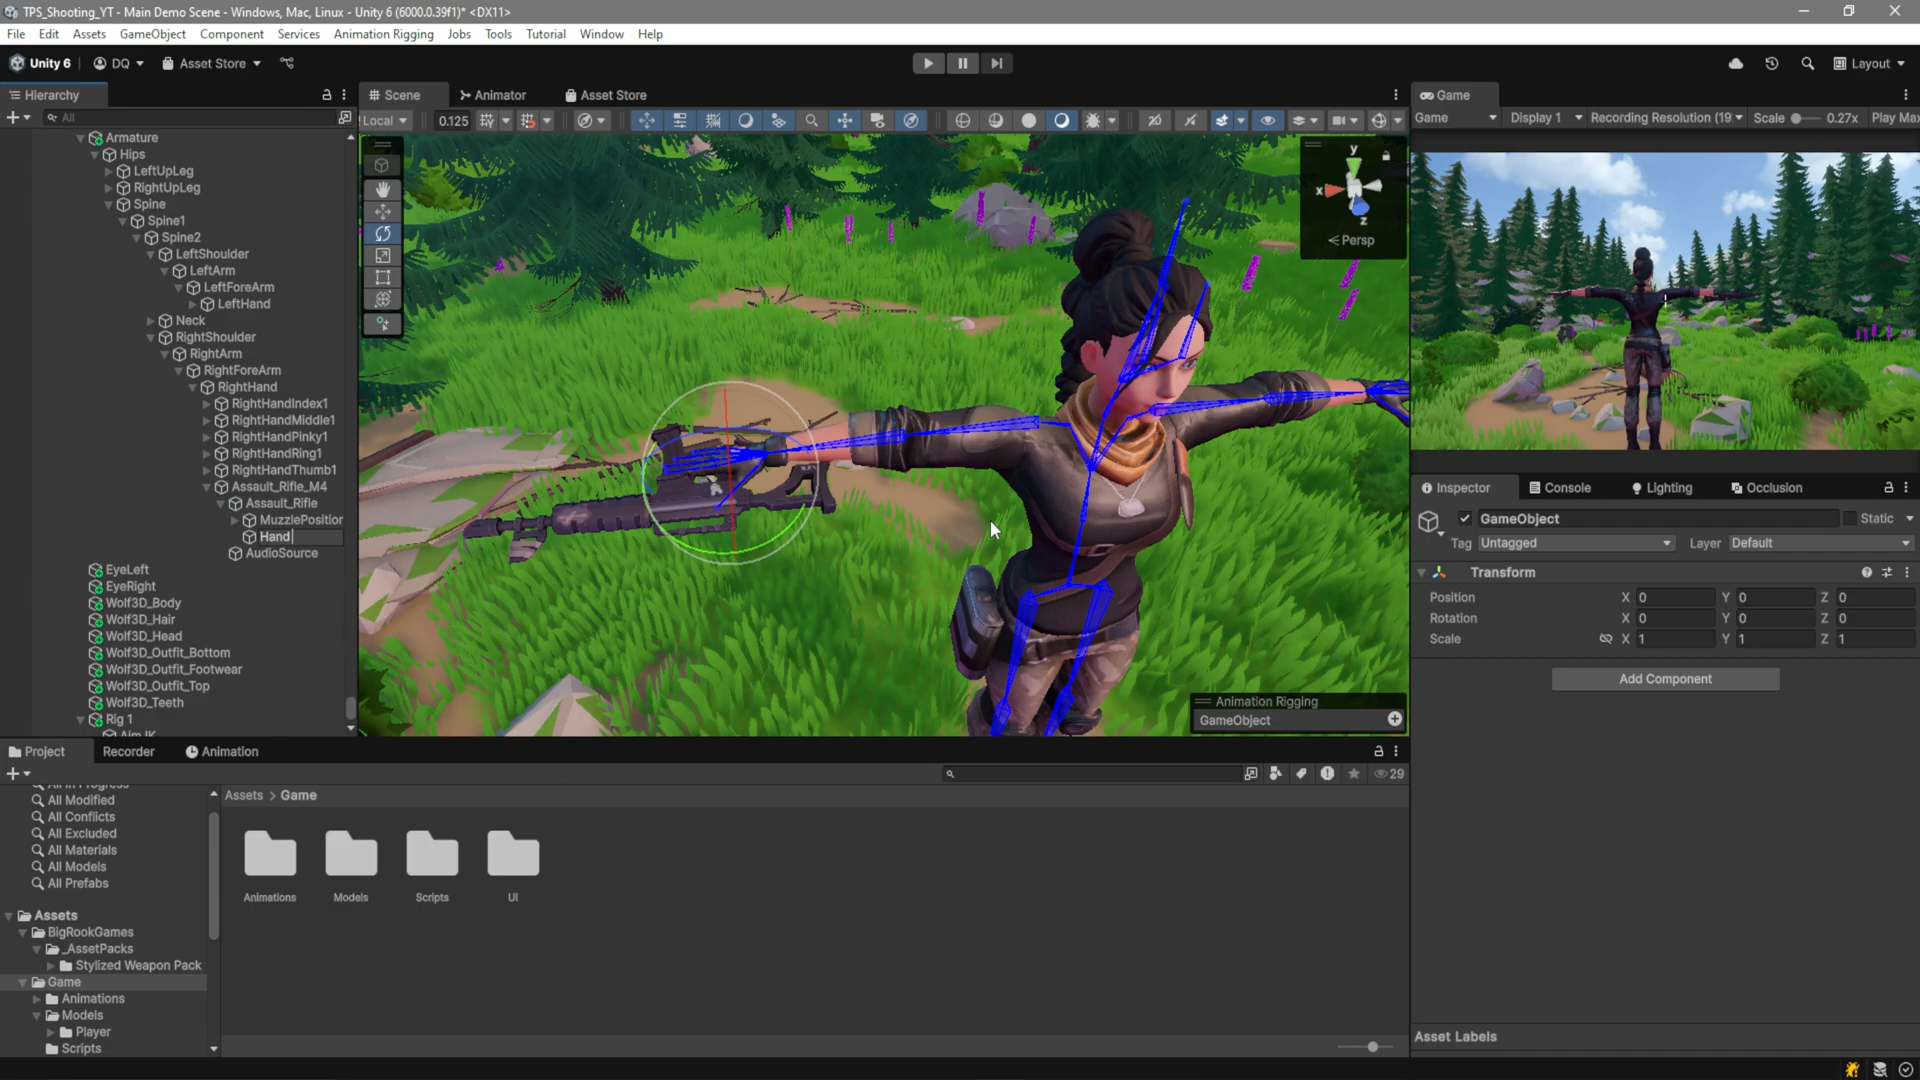 TPS_Shooting_YT - Main Demo Scene - Windows, Mac, Linux - Unity 6 (6000.0.39f1)* <DX11>
File Edit Assets GameObject Component Services Animation Rigging Jobs Tools Tutorial Window Help
Unity 6 DQ Asset Store Layout
Hierarchy
All
Armature
Hips
LeftUpLeg
RightUpLeg
Spine
Spine1
Spine2
LeftShoulder
LeftArm
LeftForeArm
LeftHand
Neck
RightShoulder
RightArm
RightForeArm
RightHand
RightHandIndex1
RightHandMiddle1
RightHandPinky1
RightHandRing1
RightHandThumb1
Assault_Rifle_M4
Assault_Rifle
MuzzlePosition
Hand
AudioSource
EyeLeft
EyeRight
Wolf3D_Body
Wolf3D_Hair
Wolf3D_Head
Wolf3D_Outfit_Bottom
Wolf3D_Outfit_Footwear
Wolf3D_Outfit_Top
Wolf3D_Teeth
Rig 1
Aim IK
Scene Animator Asset Store
Local 0.125
y
x
z
Persp
Animation Rigging
GameObject
Game
Game Display 1 Recording Resolution (19 Scale 0.27x Play Max
Inspector Console Lighting Occlusion
GameObject Static
Tag Untagged Layer Default
Transform
Position X 0 Y 0 Z 0
Rotation X 0 Y 0 Z 0
Scale X 1 Y 1 Z 1
Add Component
Asset Labels
Project Recorder Animation
29
All In Progress
All Modified
All Conflicts
All Excluded
All Materials
All Models
All Prefabs
Assets
BigRookGames
_AssetPacks
Stylized Weapon Pack
Game
Animations
Models
Player
Scripts
Assets > Game
Animations Models Scripts UI